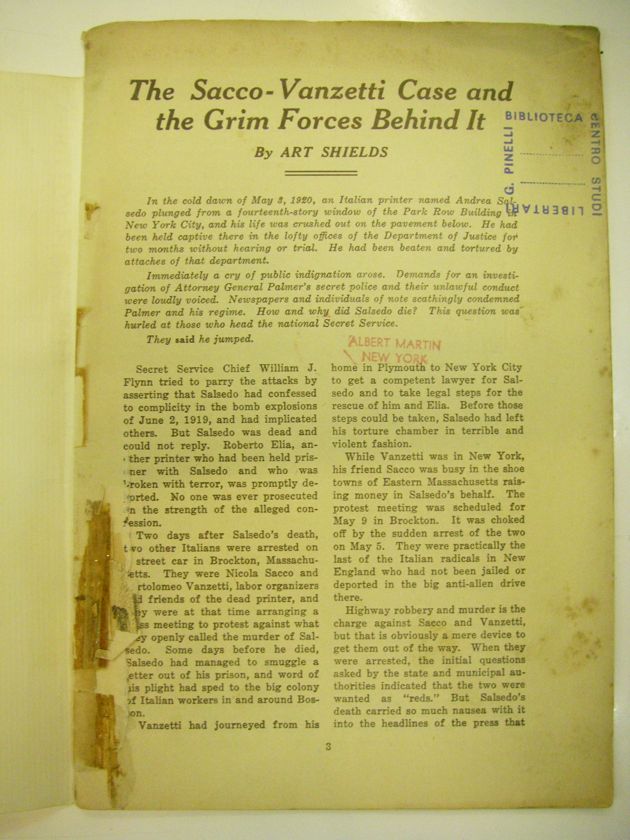 The Sacco-Vanzetti Case and
the Grim Forces Behind It
By ART SHIELDS
BIBLIOTECA
CENTRO STUDI
LIBERTARI
G. PINELLI
In the cold dawn of May 3, 1920, an Italian printer named Andrea Sal-
sedo plunged from a fourteenth-story window of the Park Row Building in
New York City, and his life was crushed out on the pavement below. He had
been held captive there in the lofty offices of the Department of Justice for
two months without hearing or trial. He had been beaten and tortured by
attaches of that department.
Immediately a cry of public indignation arose. Demands for an investi-
gation of Attorney General Palmer's secret police and their unlawful conduct
were loudly voiced. Newspapers and individuals of note scathingly condemned
Palmer and his regime. How and why did Salsedo die? This question was
hurled at those who head the national Secret Service.
They said he jumped.
ALBERT MARTIN
NEW YORK
Secret Service Chief William J.
Flynn tried to parry the attacks by
asserting that Salsedo had confessed
to complicity in the bomb explosions
of June 2, 1919, and had implicated
others. But Salsedo was dead and
could not reply. Roberto Elia, an-
other printer who had been held pris-
oner with Salsedo and who was
broken with terror, was promptly de-
ported. No one was ever prosecuted
on the strength of the alleged con-
fession.
Two days after Salsedo's death,
two other Italians were arrested on
street car in Brockton, Massachu-
setts. They were Nicola Sacco and
Bartolomeo Vanzetti, labor organizers
and friends of the dead printer, and
they were at that time arranging a
mass meeting to protest against what
they openly called the murder of Sal-
sedo. Some days before he died,
Salsedo had managed to smuggle a
letter out of his prison, and word of
his plight had sped to the big colony
of Italian workers in and around Bos-
ton.
Vanzetti had journeyed from his
home in Plymouth to New York City
to get a competent lawyer for Sal-
sedo and to take legal steps for the
rescue of him and Elia. Before those
steps could be taken, Salsedo had left
his torture chamber in terrible and
violent fashion.
While Vanzetti was in New York,
his friend Sacco was busy in the shoe
towns of Eastern Massachusetts rais-
ing money in Salsedo's behalf. The
protest meeting was scheduled for
May 9 in Brockton. It was choked
off by the sudden arrest of the two
on May 5. They were practically the
last of the Italian radicals in New
England who had not been jailed or
deported in the big anti-alien drive
there.
Highway robbery and murder is the
charge against Sacco and Vanzetti,
but that is obviously a mere device to
get them out of the way. When they
were arrested, the initial questions
asked by the state and municipal au-
thorities indicated that the two were
wanted as "reds." But Salsedo's
death carried so much nausea with it
into the headlines of the press that
3